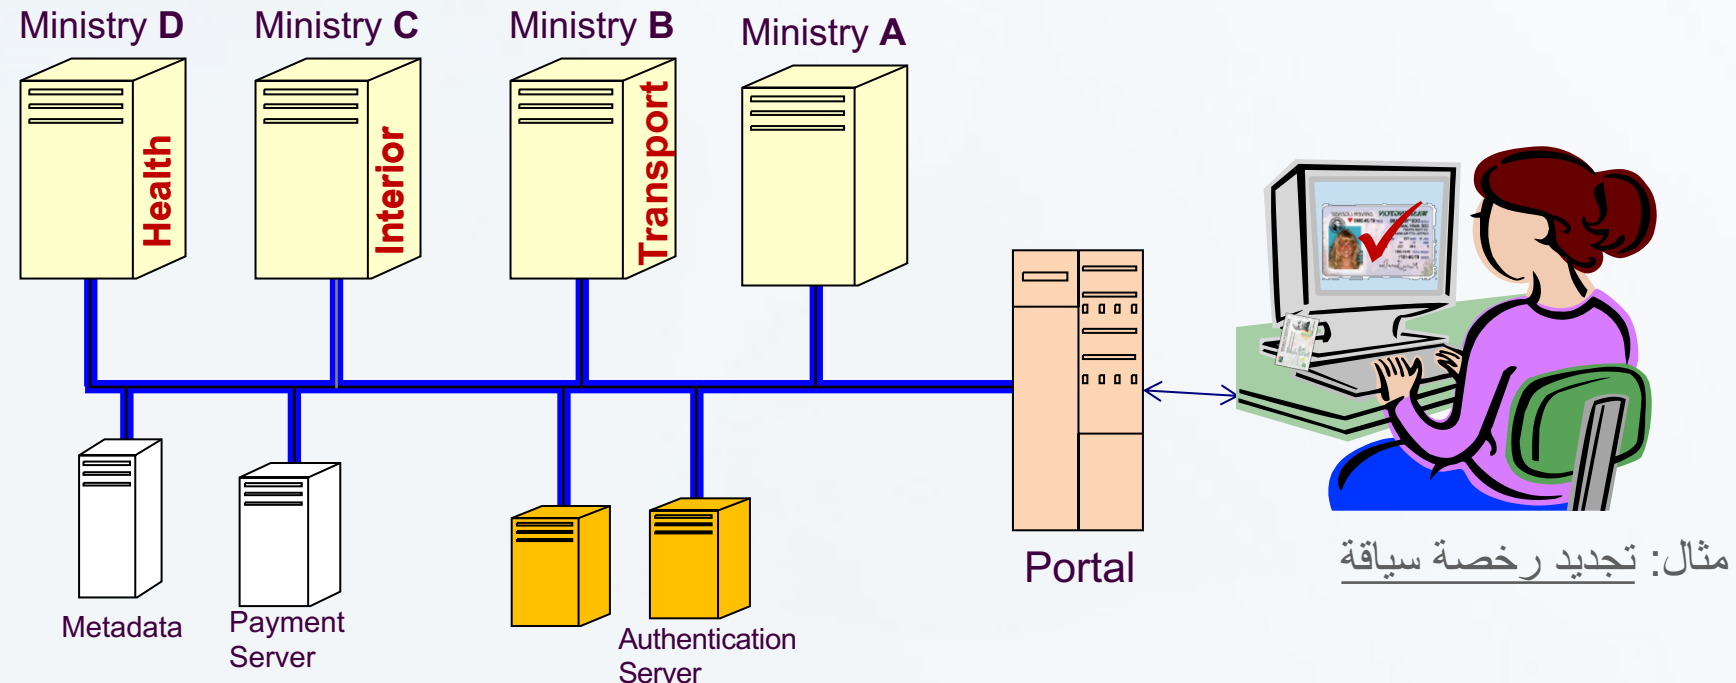 Ministry D
Ministry C
Ministry B
Ministry A
Health
Interior
Transport
Metadata
Payment
Server
Authentication
Server
Portal
مثال: تجديد رخصة سياقة